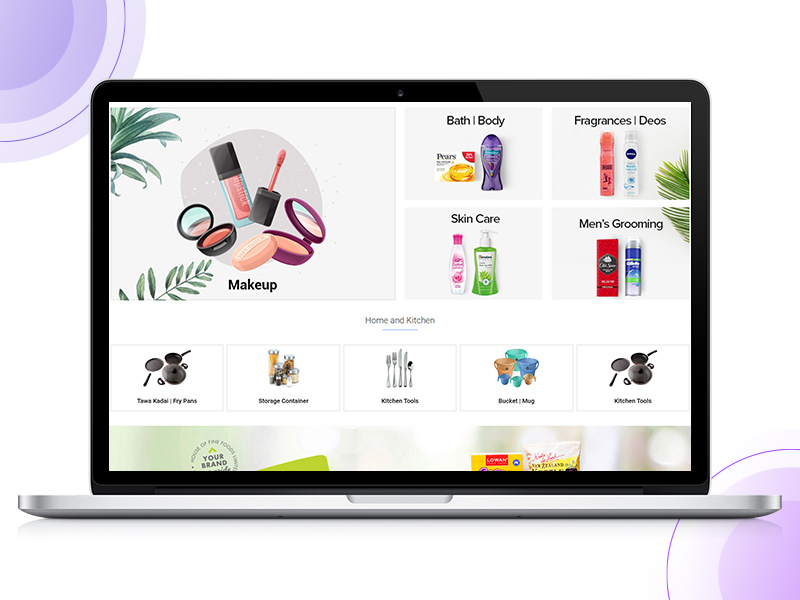 Makeup
Bath | Body
Pears
Fragrances | Deos
NIVEA
Skin Care
Himalaya
Men's Grooming
Old Spice
Gillette
Home and Kitchen
Tawa Kadai | Fry Pans
Storage Container
Kitchen Tools
Bucket | Mug
Kitchen Tools
HOUSE OF FINE FOODS
YOUR
BRAND
LOWAN
NEW ZEALAND